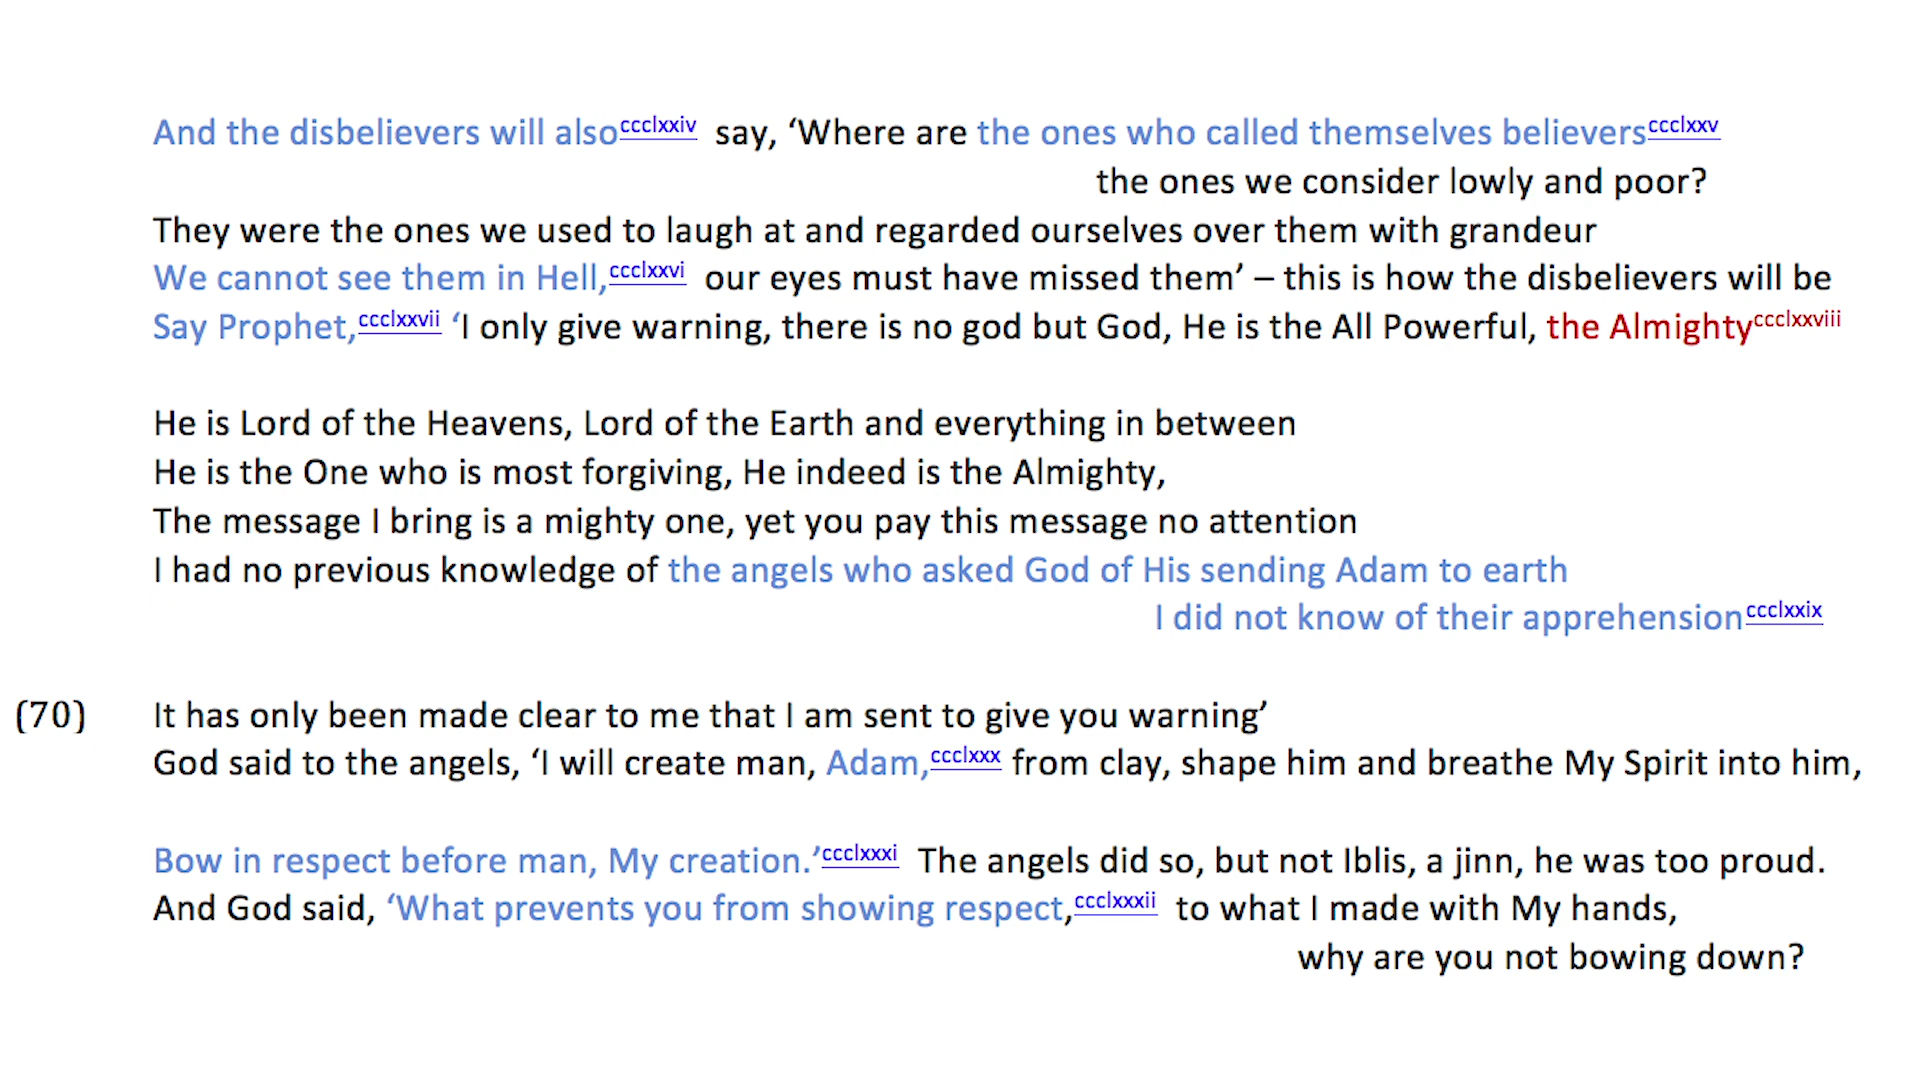 And the disbelievers will alsoccclxxiv say, ‘Where are the ones who called themselves believersccclxxv
the ones we consider lowly and poor?
They were the ones we used to laugh at and regarded ourselves over them with grandeur
We cannot see them in Hell,ccclxxvi our eyes must have missed them’ – this is how the disbelievers will be
Say Prophet,ccclxxvii ‘I only give warning, there is no god but God, He is the All Powerful, the Almightyccclxxviii
He is Lord of the Heavens, Lord of the Earth and everything in between
He is the One who is most forgiving, He indeed is the Almighty,
The message I bring is a mighty one, yet you pay this message no attention
I had no previous knowledge of the angels who asked God of His sending Adam to earth
I did not know of their apprehensionccclxxix
(70) It has only been made clear to me that I am sent to give you warning’
God said to the angels, ‘I will create man, Adam,ccclxxx from clay, shape him and breathe My Spirit into him,
Bow in respect before man, My creation.’ccclxxxi The angels did so, but not Iblis, a jinn, he was too proud.
And God said, ‘What prevents you from showing respect,ccclxxxii to what I made with My hands,
why are you not bowing down?